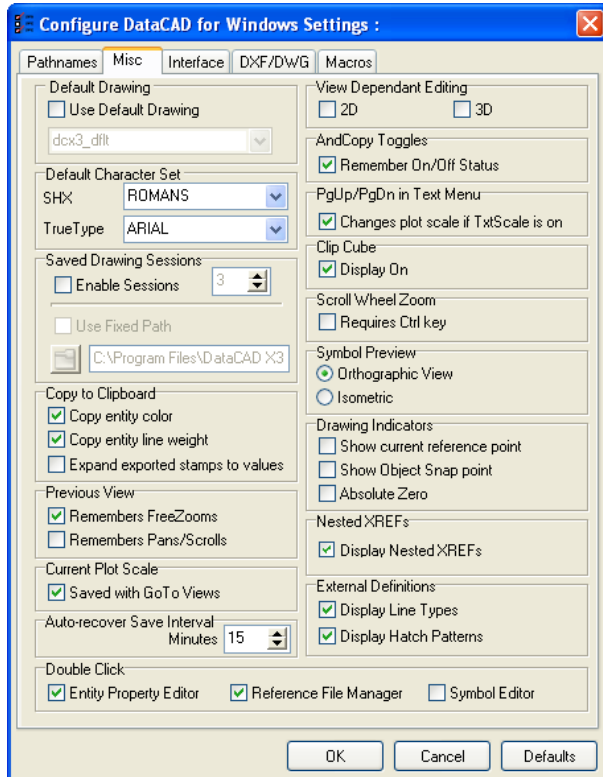 Configure DataCAD for Windows Settings :
Pathnames Misc Interface DXF/DWG Macros
Default Drawing
Use Default Drawing
dcx3_dflt
Default Character Set
SHX ROMANS
TrueType ARIAL
Saved Drawing Sessions
Enable Sessions 3
Use Fixed Path
C:\Program Files\DataCAD X3
Copy to Clipboard
Copy entity color
Copy entity line weight
Expand exported stamps to values
Previous View
Remembers FreeZooms
Remembers Pans/Scrolls
Current Plot Scale
Saved with GoTo Views
Auto-recover Save Interval
Minutes 15
View Dependant Editing
2D 3D
AndCopy Toggles
Remember On/Off Status
PgUp/PgDn in Text Menu
Changes plot scale if TxtScale is on
Clip Cube
Display On
Scroll Wheel Zoom
Requires Ctrl key
Symbol Preview
Orthographic View
Isometric
Drawing Indicators
Show current reference point
Show Object Snap point
Absolute Zero
Nested XREFs
Display Nested XREFs
External Definitions
Display Line Types
Display Hatch Patterns
Double Click
Entity Property Editor Reference File Manager Symbol Editor
OK Cancel Defaults